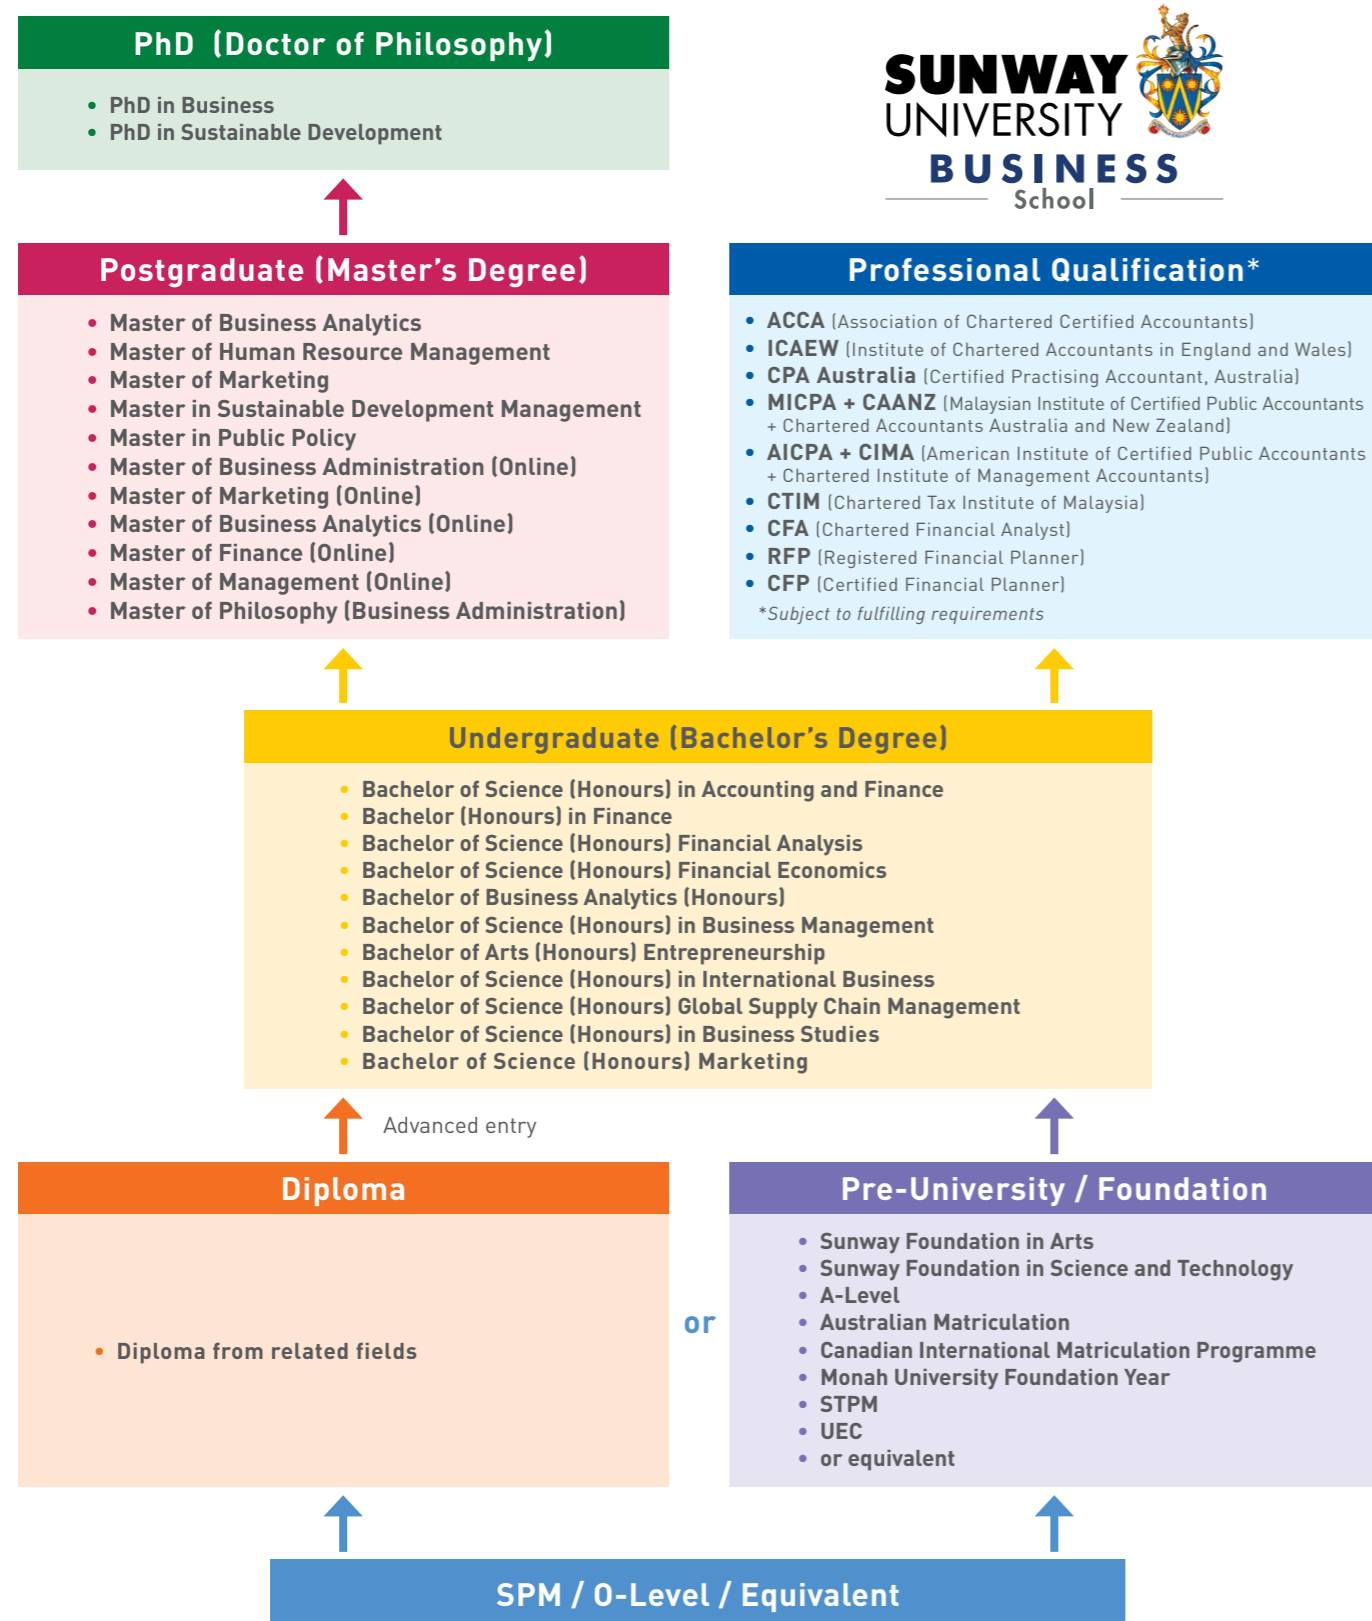 PhD (Doctor of Philosophy)
• PhD in Business
• PhD in Sustainable Development
SUNWAY
UNIVERSITY
BUSINESS
School
Postgraduate (Master's Degree)
• Master of Business Analytics
• Master of Human Resource Management
• Master of Marketing
• Master in Sustainable Development Management
• Master in Public Policy
• Master of Business Administration (Online)
• Master of Marketing (Online)
• Master of Business Analytics (Online)
• Master of Finance (Online)
• Master of Management (Online)
• Master of Philosophy (Business Administration)
Professional Qualification*
• ACCA (Association of Chartered Certified Accountants)
• ICAEW (Institute of Chartered Accountants in England and Wales)
• CPA Australia (Certified Practising Accountant, Australia)
• MICPA + CAANZ (Malaysian Institute of Certified Public Accountants
+ Chartered Accountants Australia and New Zealand)
• AICPA + CIMA (American Institute of Certified Public Accountants
+ Chartered Institute of Management Accountants)
• CTIM (Chartered Tax Institute of Malaysia)
• CFA (Chartered Financial Analyst)
• RFP (Registered Financial Planner)
• CFP (Certified Financial Planner)
*Subject to fulfilling requirements
Undergraduate (Bachelor's Degree)
• Bachelor of Science (Honours) in Accounting and Finance
• Bachelor (Honours) in Finance
• Bachelor of Science (Honours) Financial Analysis
• Bachelor of Science (Honours) Financial Economics
• Bachelor of Business Analytics (Honours)
• Bachelor of Science (Honours) in Business Management
• Bachelor of Arts (Honours) Entrepreneurship
• Bachelor of Science (Honours) in International Business
• Bachelor of Science (Honours) Global Supply Chain Management
• Bachelor of Science (Honours) in Business Studies
• Bachelor of Science (Honours) Marketing
Advanced entry
Diploma
• Diploma from related fields
or
Pre-University / Foundation
• Sunway Foundation in Arts
• Sunway Foundation in Science and Technology
• A-Level
• Australian Matriculation
• Canadian International Matriculation Programme
• Monah University Foundation Year
• STPM
• UEC
• or equivalent
SPM / O-Level / Equivalent